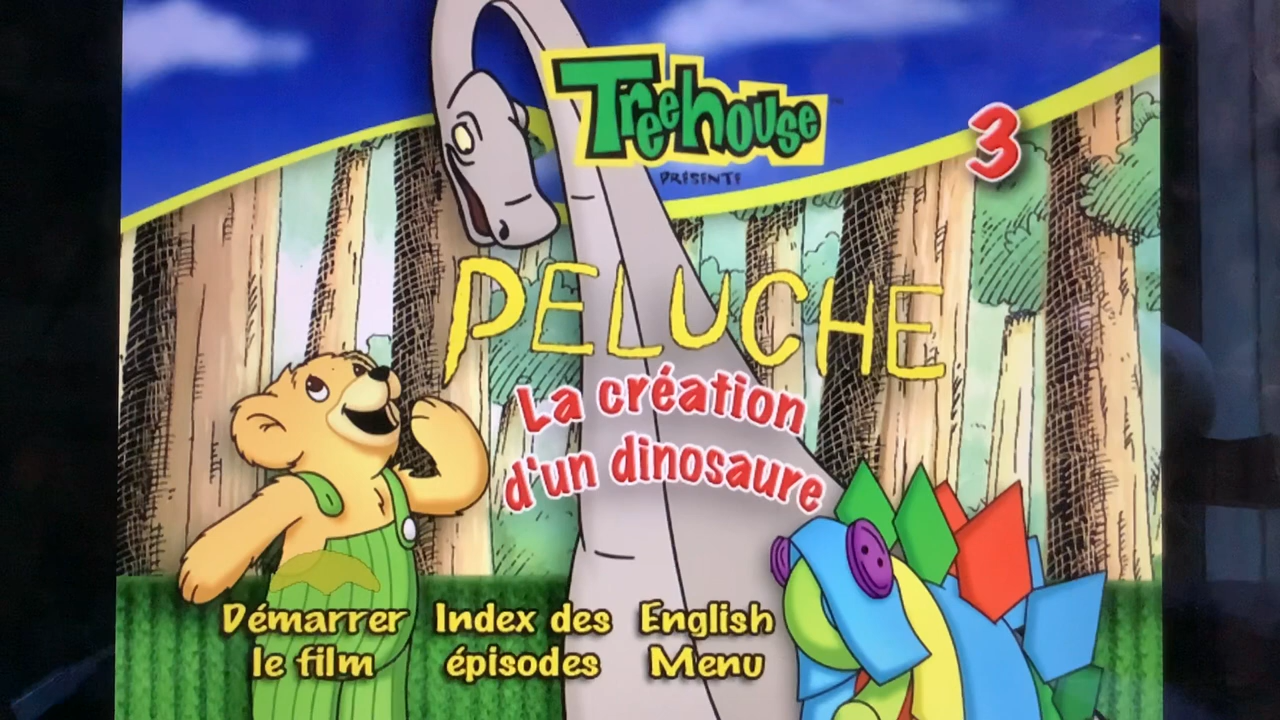 Treehouse
PRÉSENTE
3
PELUCHE
La création
d'un dinosaure
Démarrer
le film
Index des
épisodes
English
Menu